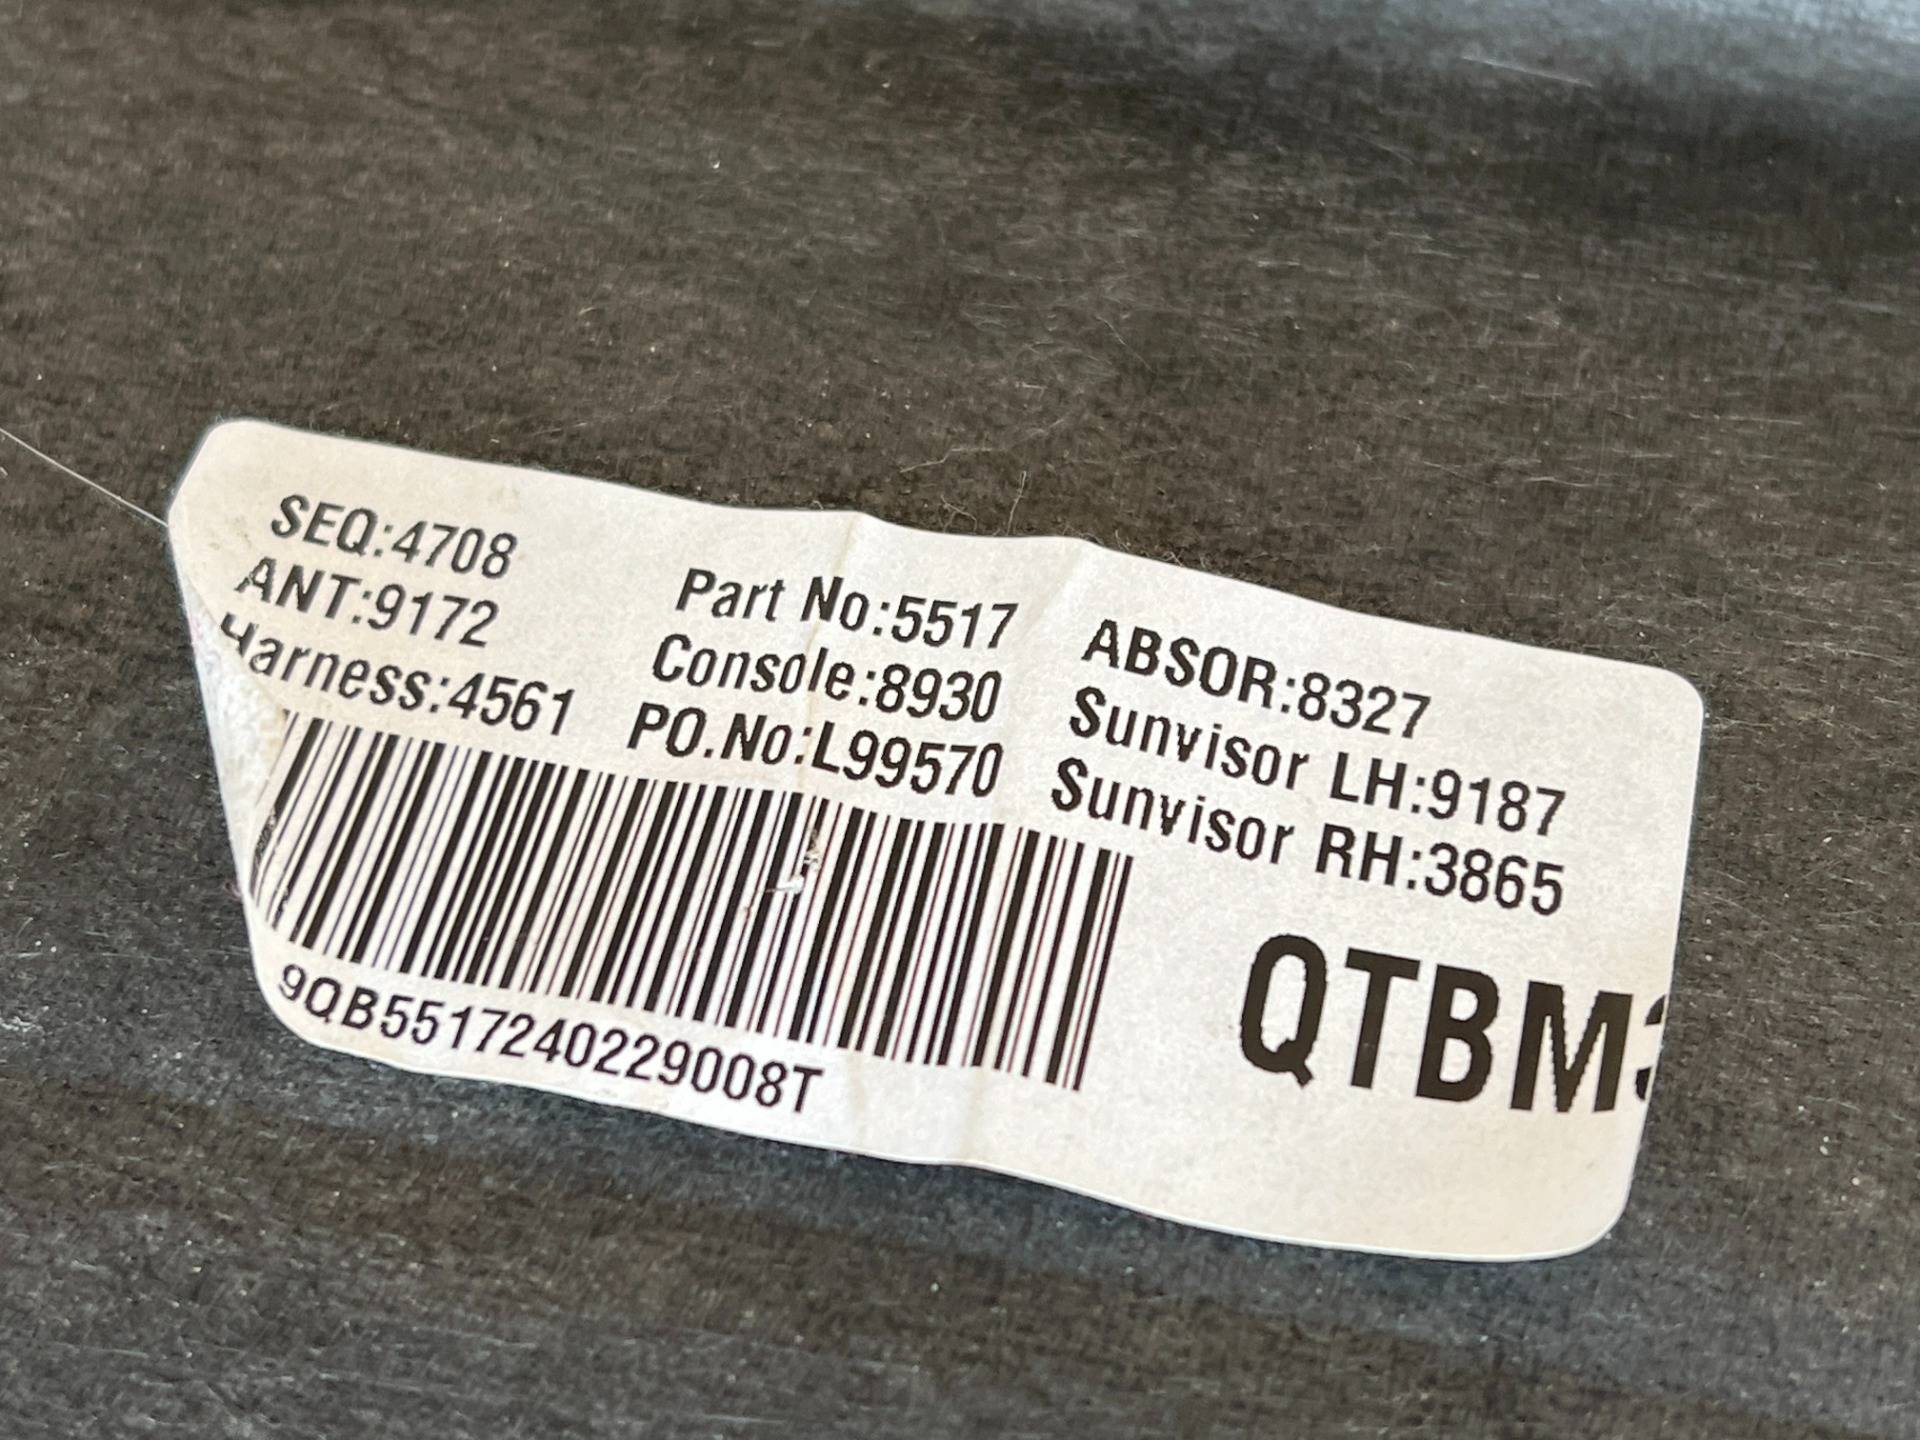 SEQ:4708
ANT:9172
Harness:4561
Part No:5517
Console:8930
PO.No:L99570
ABSOR:8327
Sunvisor LH:9187
Sunvisor RH:3865
9QB5517240229008T
QTBM